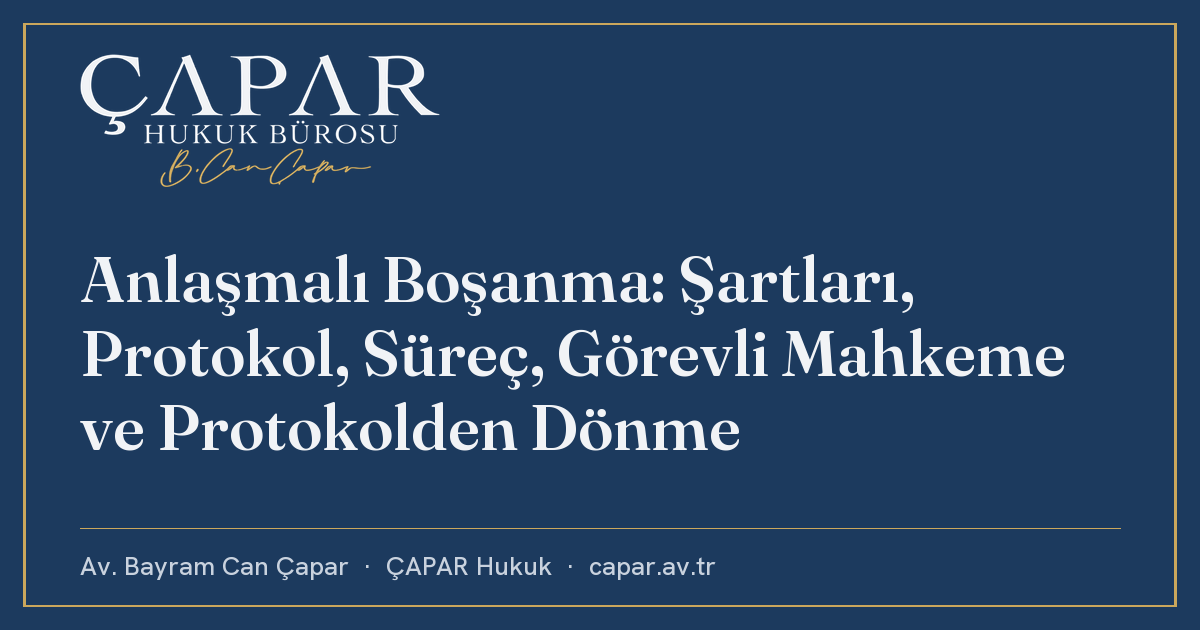 ÇAPAR
HUKUK BÜROSU
B.Can Çapar
Anlaşmalı Boşanma: Şartları,
Protokol, Süreç, Görevli Mahkeme
ve Protokolden Dönme
Av. Bayram Can Çapar · ÇAPAR Hukuk · capar.av.tr